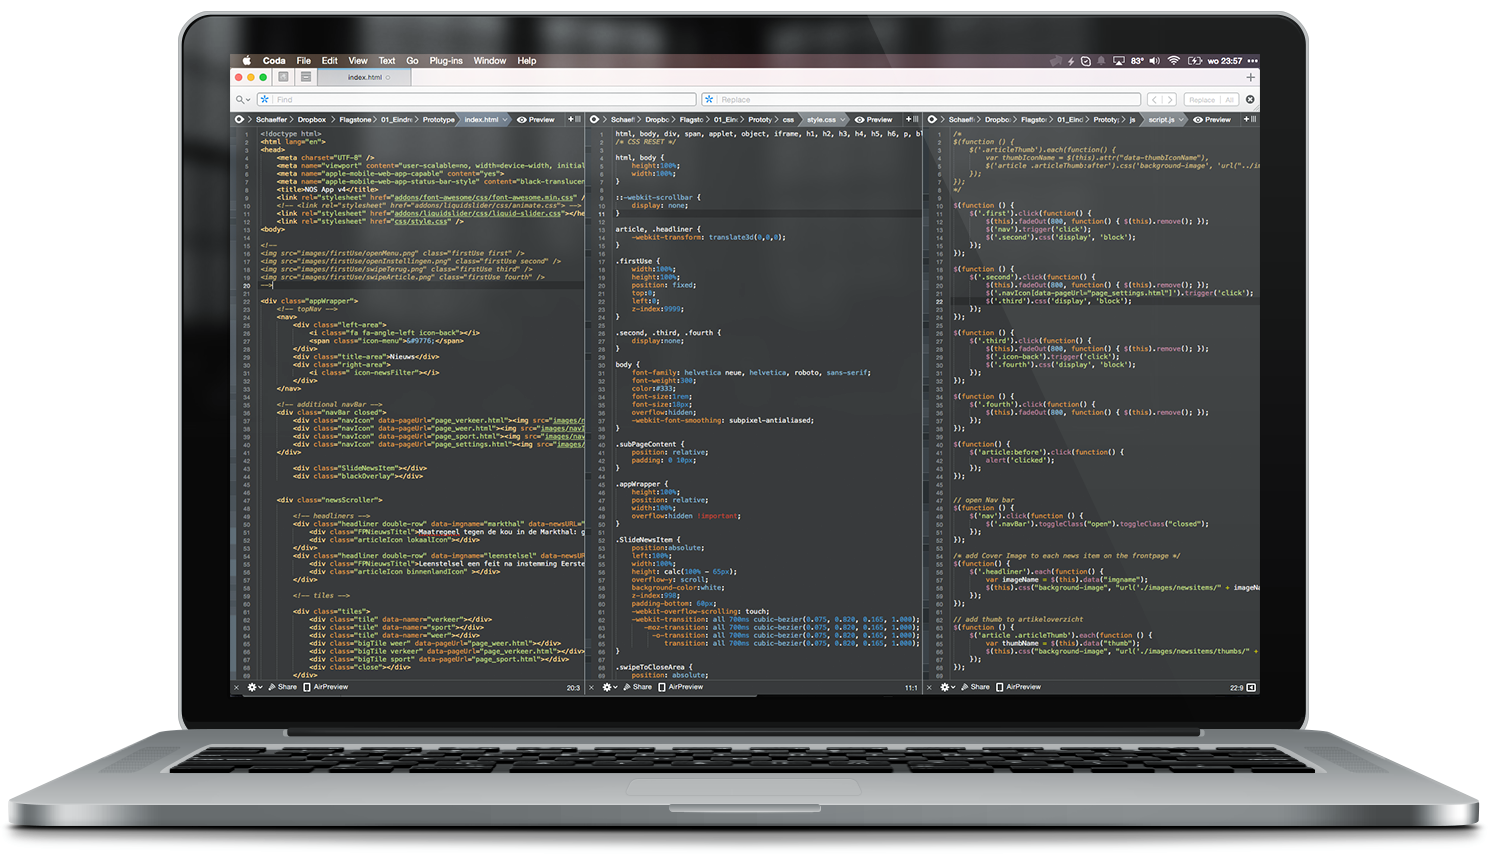 Coda File Edit View Text Go Plug-ins Window Help 83° wo 23:57
index.html
Find Replace Replace All
Schaeffer Dropbox Flagstone 01_Eindr Prototype index.html Preview
<!doctype html>
<html lang="en">
<head>
<meta charset="UTF-8" />
<meta name="viewport" content="user-scalable=no, width=device-width, initial
<meta name="apple-mobile-web-app-capable" content="yes">
<meta name="apple-mobile-web-app-status-bar-style" content="black-translucen
<title>NOS App v4</title>
<link rel="stylesheet" href="addons/font-awesome/css/font-awesome.min.css" /
<!-- <link rel="stylesheet" href="addons/liquidslider/css/animate.css"> -->
<link rel="stylesheet" href="addons/liquidslider/css/liquid-slider.css"></he
<link rel="stylesheet" href="css/style.css" />
<body>
<!--
<img src="images/firstUse/openMenu.png" class="firstUse first" />
<img src="images/firstUse/openInstellingen.png" class="firstUse second" />
<img src="images/firstUse/swipeTerug.png" class="firstUse third" />
<img src="images/firstUse/swipeArticle.png" class="firstUse fourth" />
-->
<div class="appWrapper">
<!-- topNav -->
<nav>
<div class="left-area">
<i class="fa fa-angle-left icon-back"></i>
<span class="icon-menu">&#9776;</span>
</div>
<div class="title-area">Nieuws</div>
<div class="right-area">
<i class=" icon-newsFilter"></i>
</div>
</nav>
<!-- additional navBar -->
<div class="navBar closed">
<div class="navIcon" data-pageUrl="page_verkeer.html"><img src="images/
<div class="navIcon" data-pageUrl="page_weer.html"><img src="images/navI
<div class="navIcon" data-pageUrl="page_sport.html"><img src="images/nav
<div class="navIcon" data-pageUrl="page_settings.html"><img src="images/
</div>
<div class="SlideNewsItem"></div>
<div class="blackOverlay"></div>
<div class="newsScroller">
<!-- headliners -->
<div class="headliner double-row" data-imgname="markthal" data-newsURL="
<div class="FPNieuwsTitel">Maatregeel tegen de kou in de Markthal: g
<div class="articleIcon lokaalIcon"></div>
</div>
<div class="headliner double-row" data-imgname="leenstelsel" data-newsUR
<div class="FPNieuwsTitel">Leenstelsel een feit na instemming Eerste
<div class="articleIcon binnenlandIcon" ></div>
</div>
<!-- tiles -->
<div class="tiles">
<div class="tile" data-name="verkeer"></div>
<div class="tile" data-name="sport"></div>
<div class="tile" data-name="weer"></div>
<div class="bigTile weer" data-pageUrl="page_weer.html"></div>
<div class="bigTile verkeer" data-pageUrl="page_verkeer.html"></div>
<div class="bigTile sport" data-pageUrl="page_sport.html"></div>
<div class="close"></div>
</div>
Share AirPreview 20:3
Schaeff Dropbo Flagsto 01_Eind Prototy css style.css Preview
html, body, div, span, applet, object, iframe, h1, h2, h3, h4, h5, h6, p, bl
/* CSS RESET */
html, body {
height:100%;
width:100%;
}
::-webkit-scrollbar {
display: none;
}
article, .headliner {
-webkit-transform: translate3d(0,0,0);
}
.firstUse {
width:100%;
height:100%;
position: fixed;
top:0;
left:0;
z-index:9999;
}
.second, .third, .fourth {
display:none;
}
body {
font-family: helvetica neue, helvetica, roboto, sans-serif;
font-weight:300;
color:#333;
font-size:1rem;
font-size:10px;
overflow:hidden;
-webkit-font-smoothing: subpixel-antialiased;
}
.subPageContent {
position: relative;
padding: 0 10px;
}
.appWrapper {
height:100%;
position: relative;
width:100%;
overflow:hidden !important;
}
.SlideNewsItem {
position:absolute;
left:100%;
width:100%;
height: calc(100% - 65px);
overflow-y: scroll;
background-color:white;
z-index:998;
padding-bottom: 60px;
-webkit-overflow-scrolling: touch;
-webkit-transition: all 700ms cubic-bezier(0.075, 0.820, 0.165, 1.000);
-moz-transition: all 700ms cubic-bezier(0.075, 0.820, 0.165, 1.000);
-o-transition: all 700ms cubic-bezier(0.075, 0.820, 0.165, 1.000);
transition: all 700ms cubic-bezier(0.075, 0.820, 0.165, 1.000);
}
.swipeToCloseArea {
position: absolute;
Share AirPreview 11:1
Schaeffi Dropbo Flagsto 01_Eind Prototy js script.js Preview
/*
$(function () {
$('.articleThumb').each(function() {
var thumbIconName = $(this).attr("data-thumbIconName"),
$('article .articleThumb:after').css('background-image', 'url("../in
});
});
*/
$(function () {
$('.first').click(function() {
$(this).fadeOut(800, function() { $(this).remove(); });
$('nav').trigger('click');
$('.second').css('display', 'block');
});
});
$(function () {
$('.second').click(function() {
$(this).fadeOut(800, function() { $(this).remove(); });
$('.navIcon[data-pageUrl="page_settings.html"]').trigger('click');
$('.third').css('display', 'block');
});
});
$(function () {
$('.third').click(function() {
$(this).fadeOut(800, function() { $(this).remove(); });
$('.icon-back').trigger('click');
$('.fourth').css('display', 'block');
});
});
$(function () {
$('.fourth').click(function() {
$(this).fadeOut(800, function() { $(this).remove(); });
});
});
$(function() {
$('article:before').click(function() {
alert('clicked');
});
});
// open Nav bar
$(function () {
$('nav').click(function () {
$('.navBar').toggleClass("open").toggleClass("closed");
});
});
/* add Cover Image to each news item on the frontpage */
$(function() {
$('.headliner').each(function() {
var imageName = $(this).data("imgname");
$(this).css("background-image", "url('./images/newsitems/" + imageNa
});
});
// add thumb to artikeloverzicht
$(function () {
$('article .articleThumb').each(function () {
var thumbName = $(this).data("thumb");
$(this).css("background-image", "url('./images/newsitems/thumbs/" +
});
});
Share AirPreview 22:9